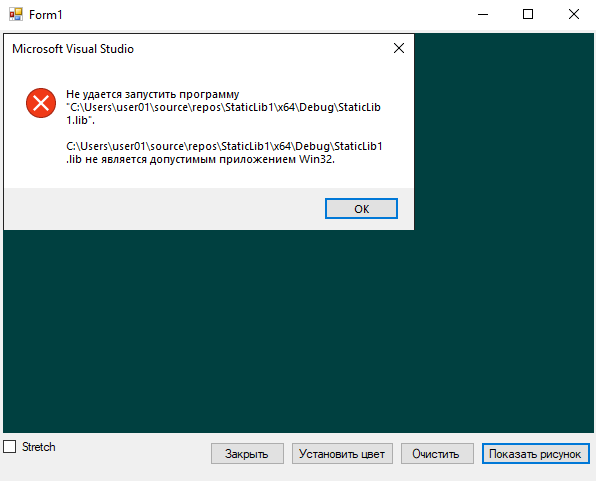 Form1
Microsoft Visual Studio
Не удается запустить программу
"C:\Users\user01\source\repos\StaticLib1\x64\Debug\StaticLib
1.lib".
C:\Users\user01\source\repos\StaticLib1\x64\Debug\StaticLib1
.lib не является допустимым приложением Win32.
OK
Stretch
Закрыть
Установить цвет
Очистить
Показать рисунок